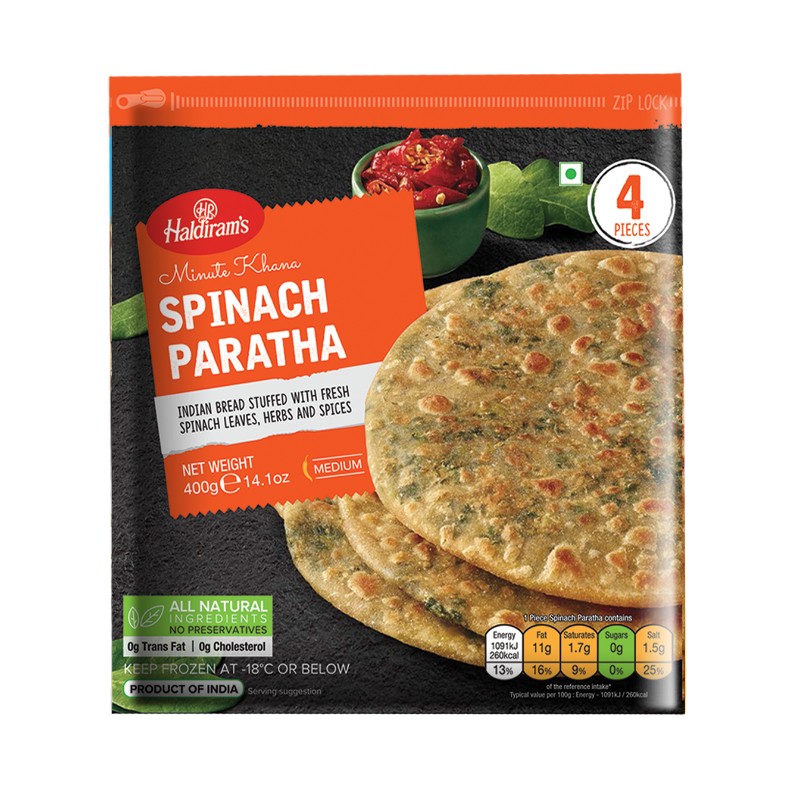 ZIP LOCK
HR
Haldiram's
4
PIECES
Minute Khana
SPINACH
PARATHA
INDIAN BREAD STUFFED WITH FRESH
SPINACH LEAVES, HERBS AND SPICES
NET WEIGHT
400g℮14.1oz
MEDIUM
ALL NATURAL
INGREDIENTS
NO PRESERVATIVES
0g Trans Fat | 0g Cholesterol
KEEP FROZEN AT -18°C OR BELOW
PRODUCT OF INDIA
Serving suggestion
1 Piece Spinach Paratha contains
Energy 1091kJ 260kcal 13%
Fat 11g 16%
Saturates 1.7g 9%
Sugars 0g 0%
Salt 1.5g 25%
of the reference intake*
Typical value per 100g : Energy - 1091kJ / 260kcal